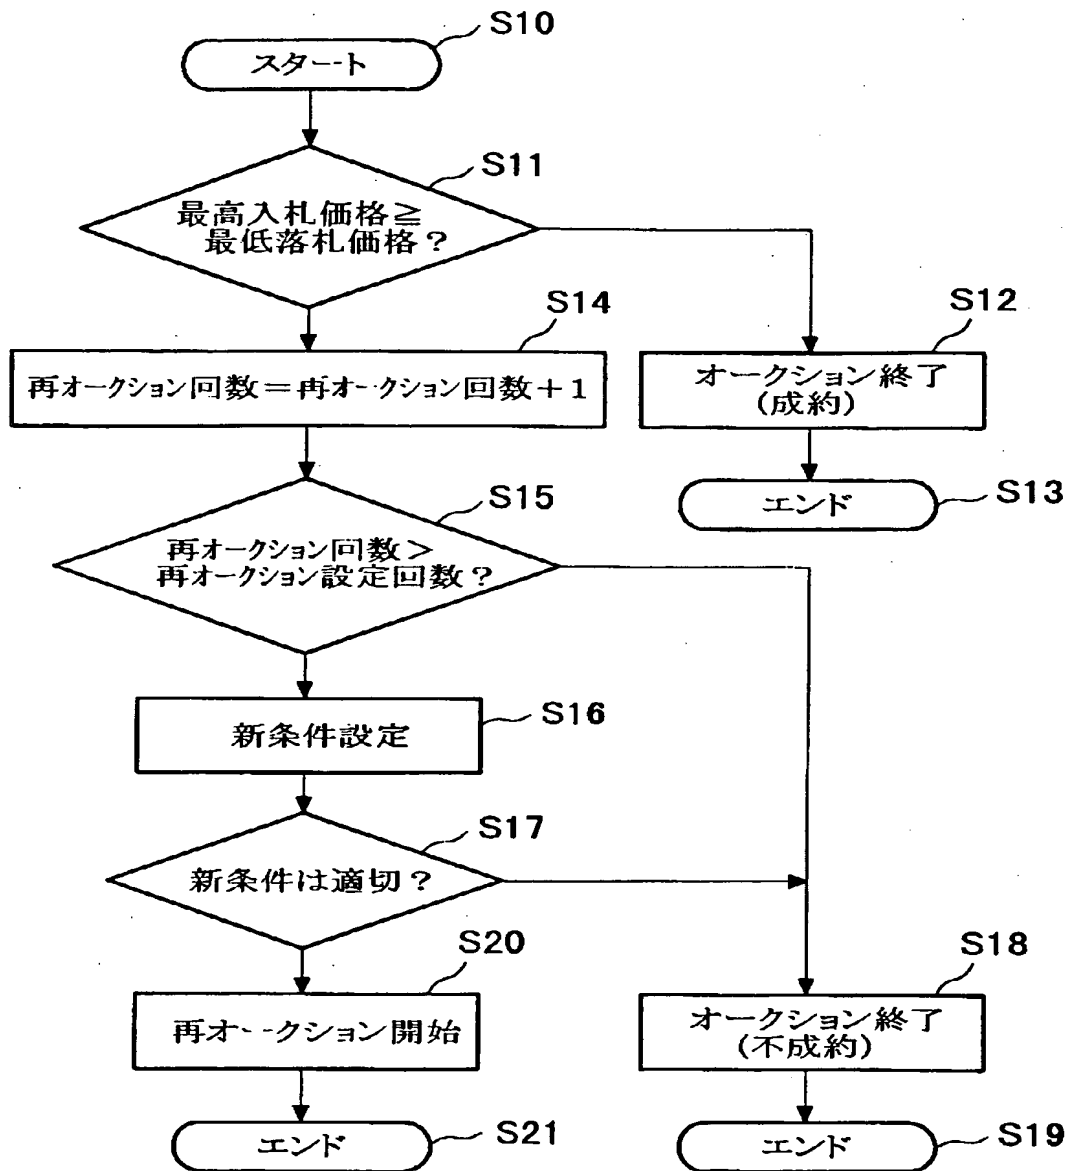 S10
スタート
S11
最高入札価格≧
最低落札価格？
S14
再オークション回数＝再オークション回数＋1
S12
オークション終了
(成約)
S15
再オークション回数＞
再オークション設定回数？
エンド
S13
S16
新条件設定
S17
新条件は適切？
S20
再オークション開始
S18
オークション終了
(不成約)
エンド
S21
エンド
S19